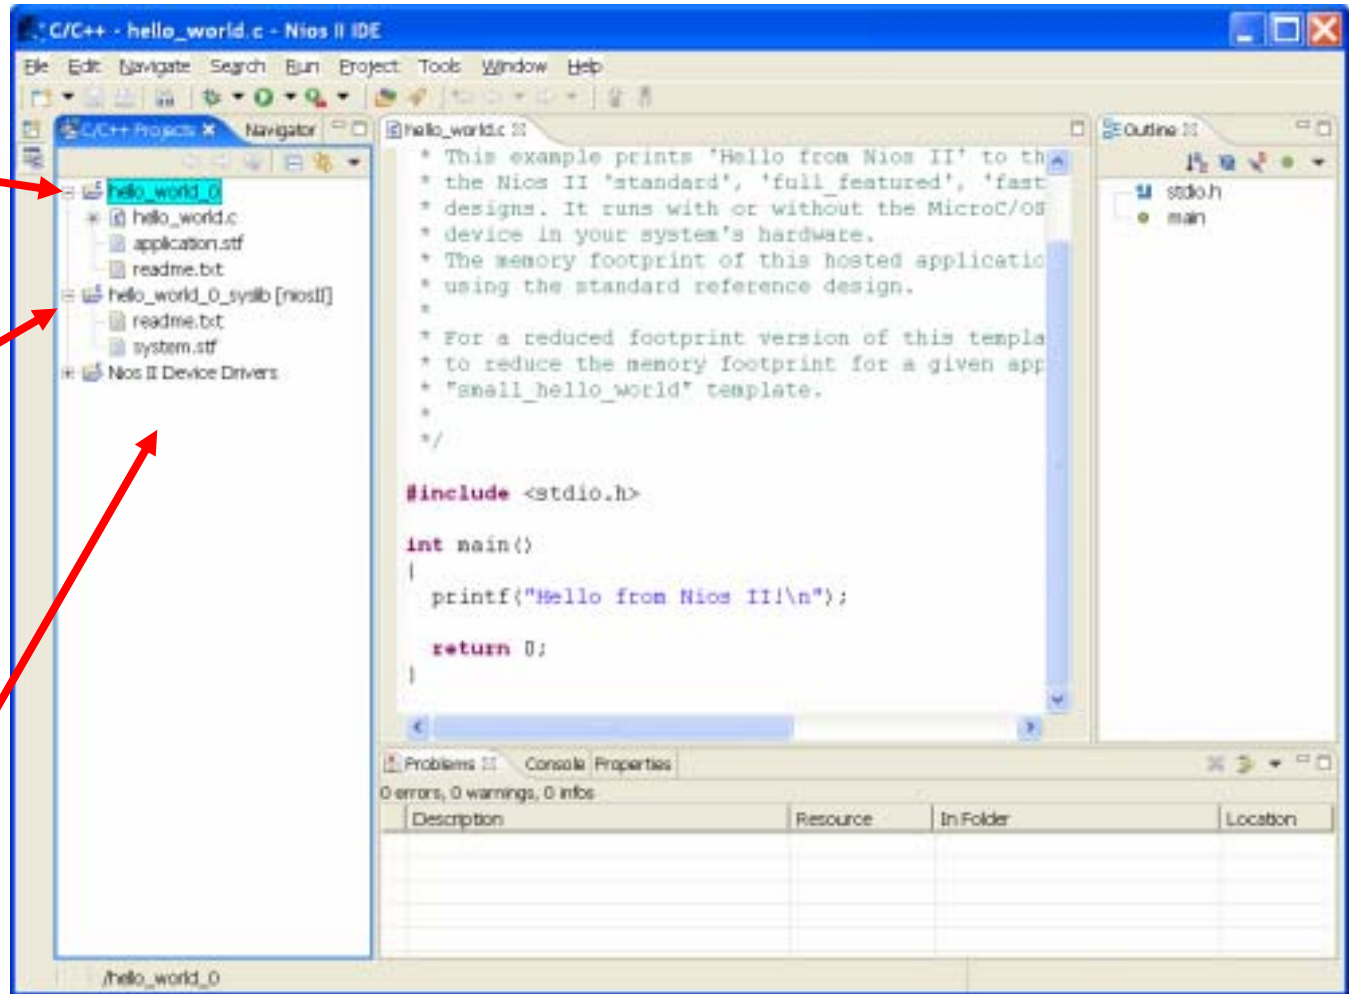 C/C++ - hello_world.c - Nios II IDE
File Edit Navigate Search Run Project Tools Window Help
C/C++ Projects Navigator
hello_world_0
hello_world.c
application.stf
readme.txt
hello_world_0_syslib [niosII]
readme.txt
system.stf
Nios II Device Drivers
hello_world.c
* This example prints 'Hello from Nios II' to th
* the Nios II 'standard', 'full_featured', 'fast
* designs. It runs with or without the MicroC/OS
* device in your system's hardware.
* The memory footprint of this hosted applicatio
* using the standard reference design.
*
* For a reduced footprint version of this templa
* to reduce the memory footprint for a given app
* "small_hello_world" template.
*
*/
#include <stdio.h>
int main()
{
printf("Hello from Nios II!\n");
return 0;
}
Outline
stdio.h
main
Problems Console Properties
0 errors, 0 warnings, 0 infos
Description Resource In Folder Location
/hello_world_0